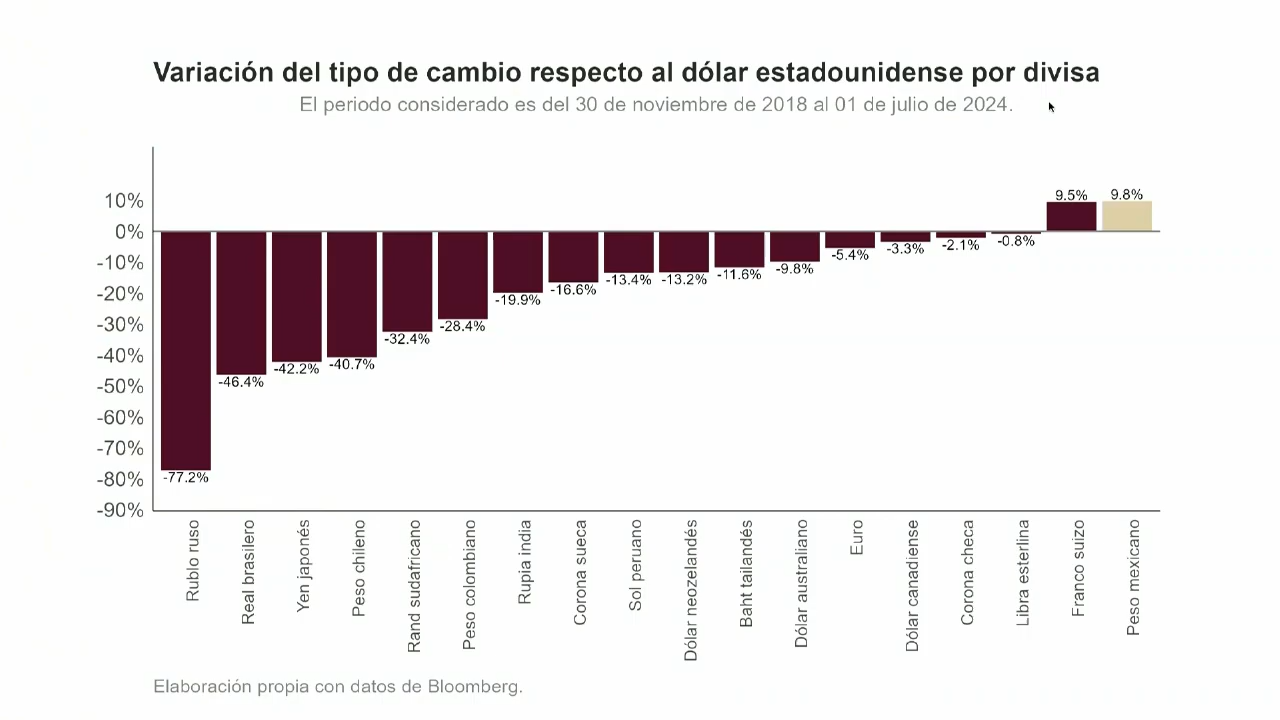 Variación del tipo de cambio respecto al dólar estadounidense por divisa
El periodo considerado es del 30 de noviembre de 2018 al 01 de julio de 2024.
10%
0%
-10%
-20%
-30%
-40%
-50%
-60%
-70%
-80%
-90%
-77.2%
-46.4%
-42.2%
-40.7%
-32.4%
-28.4%
-19.9%
-16.6%
-13.4%
-13.2%
-11.6%
-9.8%
-5.4%
-3.3%
-2.1%
-0.8%
9.5%
9.8%
Rublo ruso
Real brasilero
Yen japonés
Peso chileno
Rand sudafricano
Peso colombiano
Rupia india
Corona sueca
Sol peruano
Dólar neozelandés
Baht tailandés
Dólar australiano
Euro
Dólar canadiense
Corona checa
Libra esterlina
Franco suizo
Peso mexicano
Elaboración propia con datos de Bloomberg.